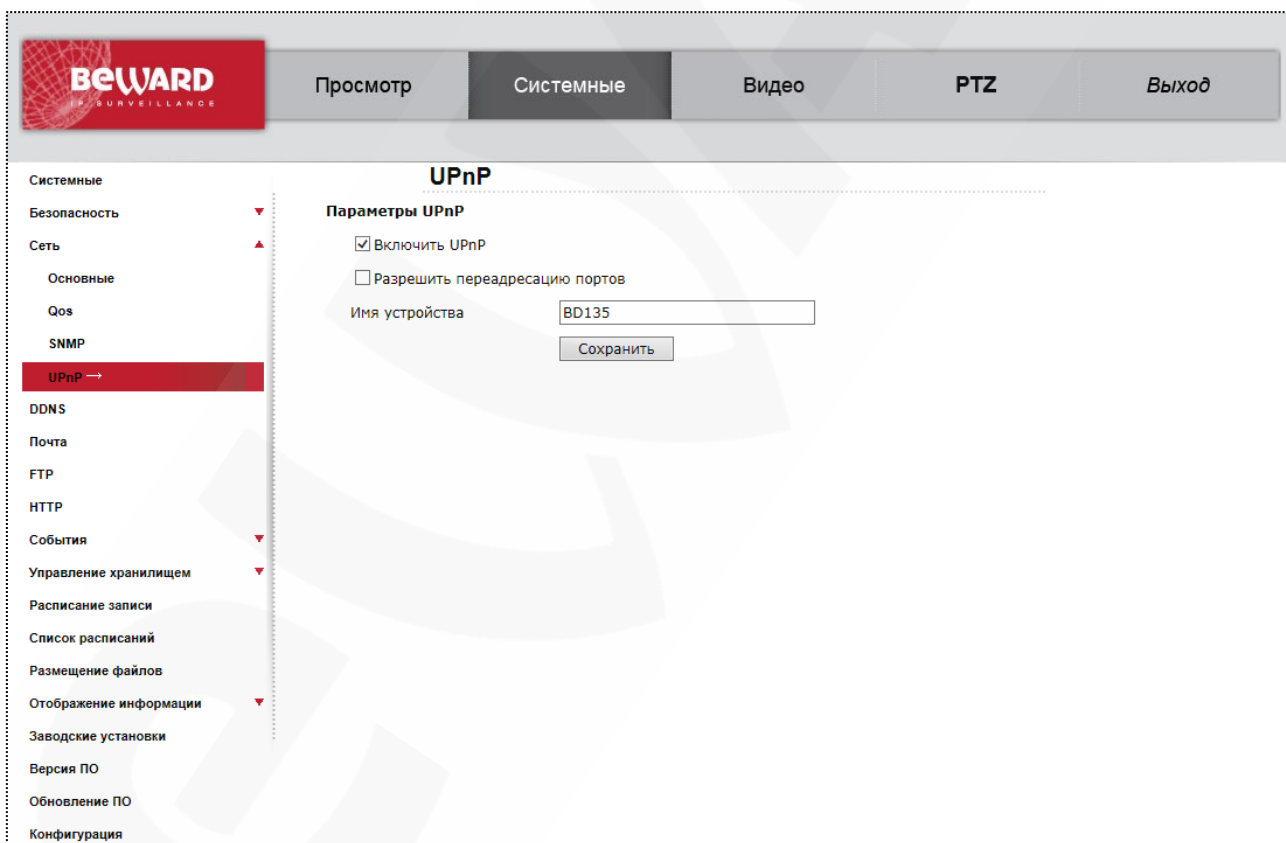 BEWARD
IP SURVEILLANCE
Просмотр
Системные
Видео
PTZ
Выход
Системные
Безопасность
Сеть
Основные
Qos
SNMP
UPnP →
DDNS
Почта
FTP
HTTP
События
Управление хранилищем
Расписание записи
Список расписаний
Размещение файлов
Отображение информации
Заводские установки
Версия ПО
Обновление ПО
Конфигурация
UPnP
Параметры UPnP
Включить UPnP
Разрешить переадресацию портов
Имя устройства BD135
Сохранить